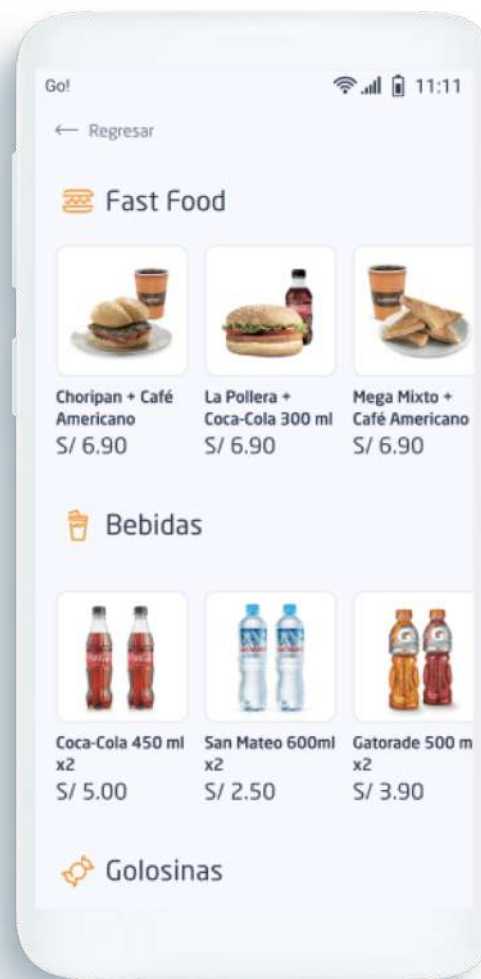 Go!
11:11
← Regresar
Fast Food
Choripan + Café
Americano
S/ 6.90
La Pollera +
Coca-Cola 300 ml
S/ 6.90
Mega Mixto +
Café Americano
S/ 6.90
Bebidas
Coca-Cola 450 ml
x2
S/ 5.00
San Mateo 600ml
x2
S/ 2.50
Gatorade 500 m
x2
S/ 3.90
Golosinas